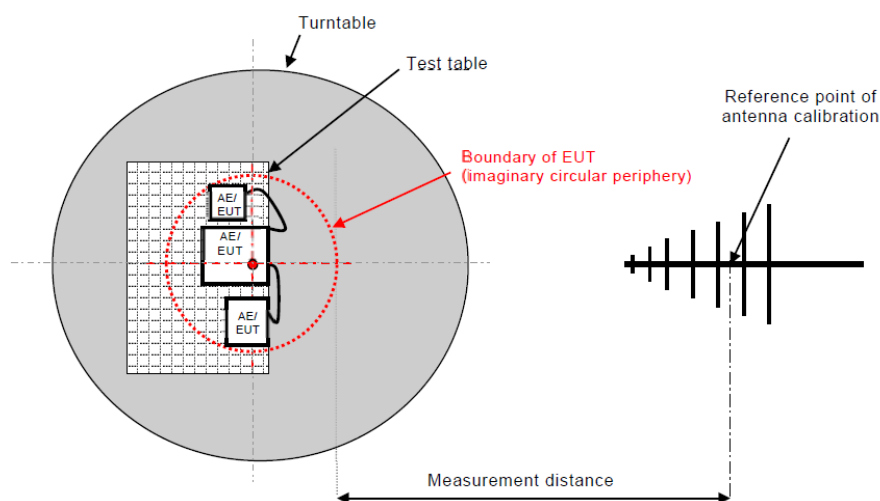 Turntable
Test table
Reference point of
antenna calibration
Boundary of EUT
(imaginary circular periphery)
AE/
EUT
AE/
EUT
AE/
EUT
Measurement distance